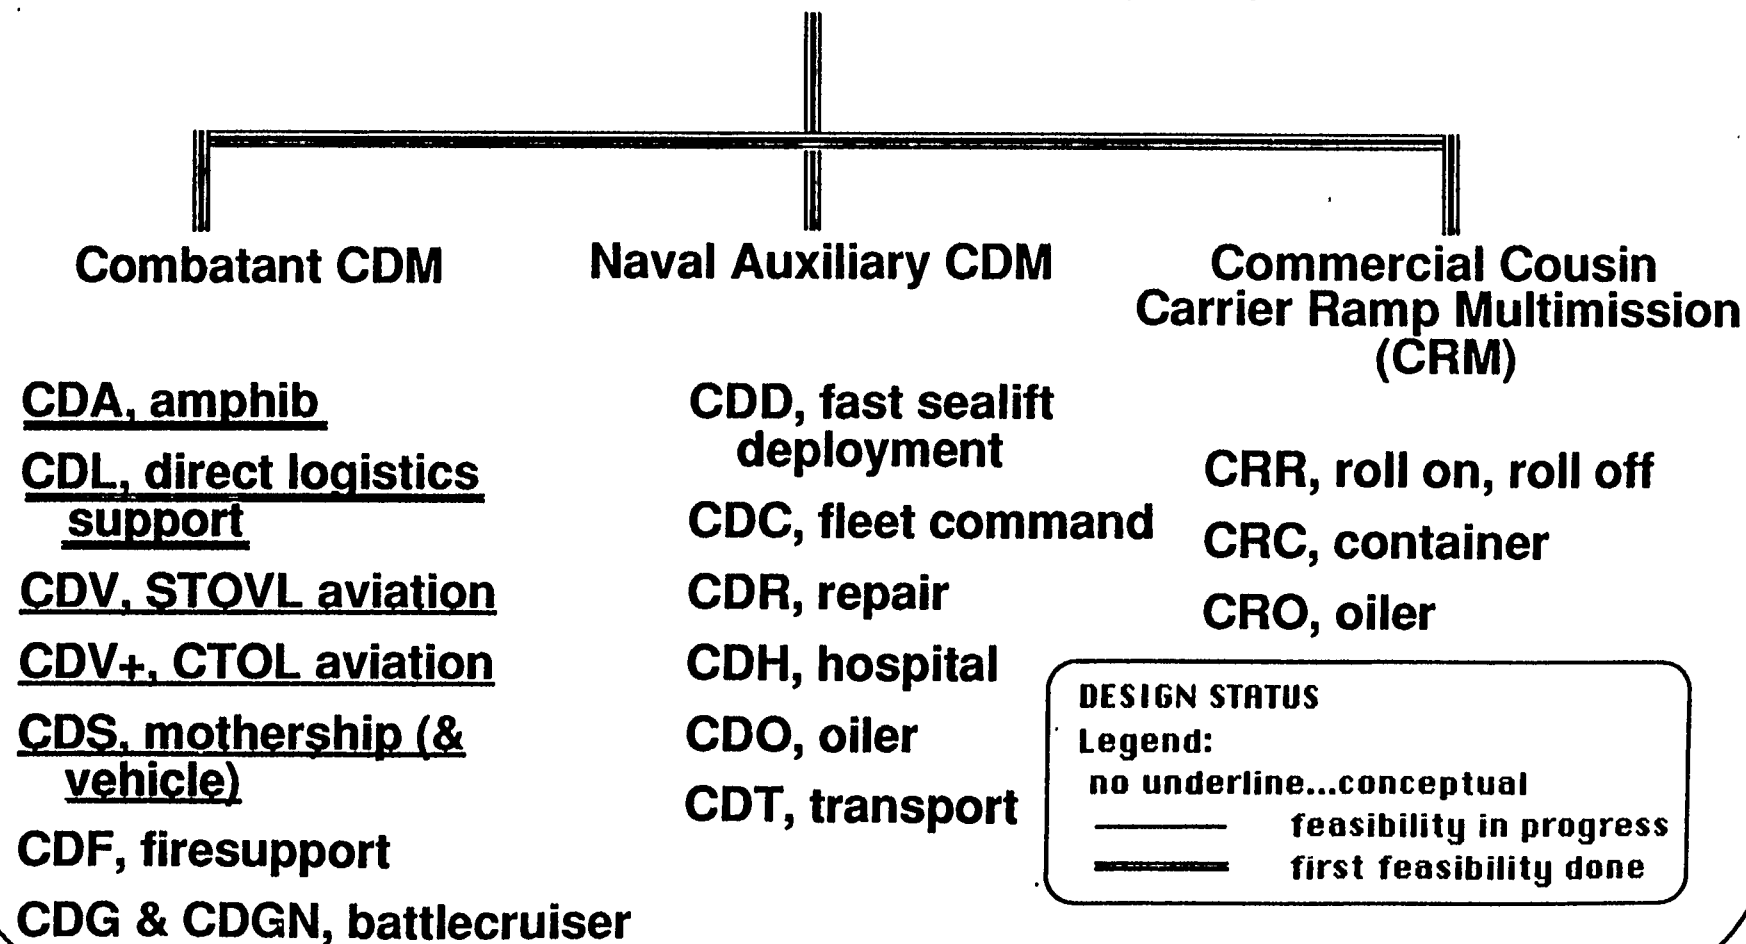 Combatant CDM
CDA, amphib
CDL, direct logistics
support
CDV, STOVL aviation
CDV+, CTOL aviation
CDS, mothership (&
vehicle)
CDF, firesupport
CDG & CDGN, battlecruiser
Naval Auxiliary CDM
CDD, fast sealift
deployment
CDC, fleet command
CDR, repair
CDH, hospital
CDO, oiler
CDT, transport
Commercial Cousin
Carrier Ramp Multimission
(CRM)
CRR, roll on, roll off
CRC, container
CRO, oiler
DESIGN STATUS
Legend:
no underline...conceptual
feasibility in progress
first feasibility done